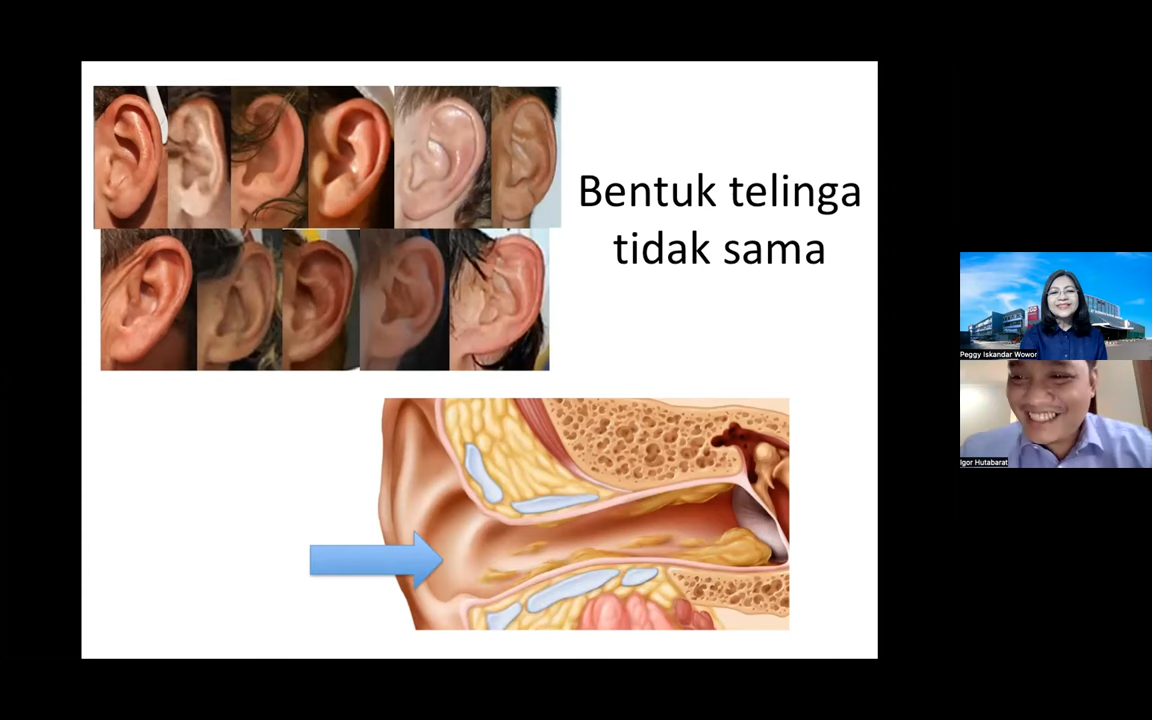 Bentuk telinga
tidak sama
Peggy Iskandar Wowor
Igor Hutabarat